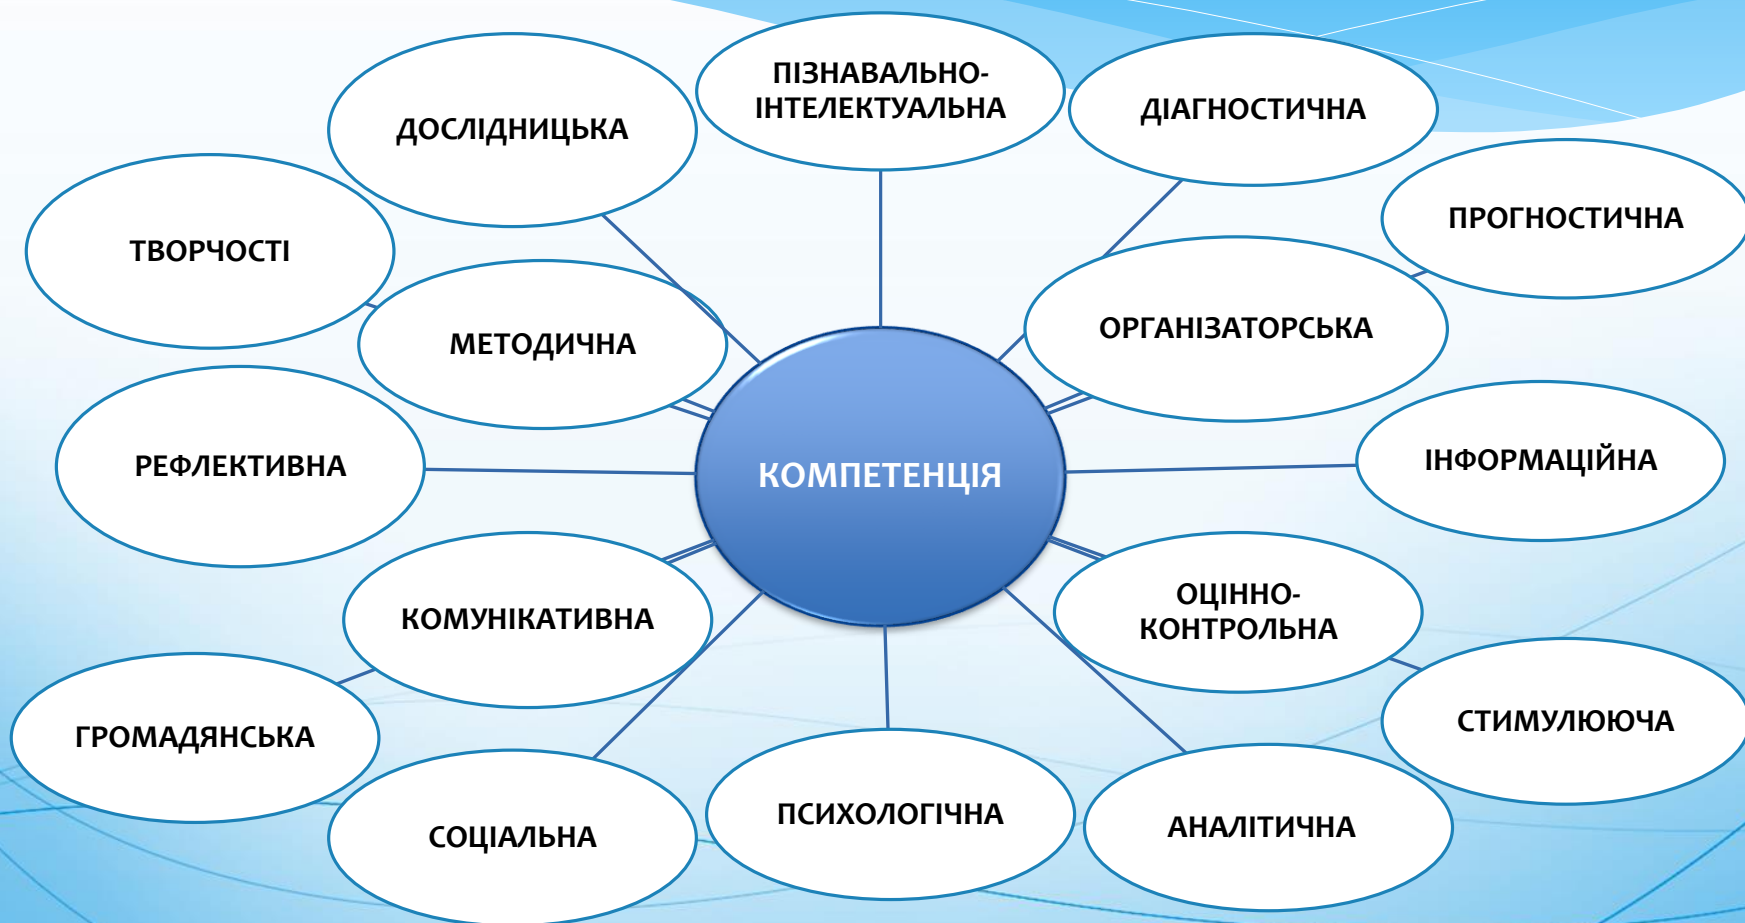 ПІЗНАВАЛЬНО-
ІНТЕЛЕКТУАЛЬНА
ДОСЛІДНИЦЬКА
ДІАГНОСТИЧНА
ТВОРЧОСТІ
ПРОГНОСТИЧНА
МЕТОДИЧНА
ОРГАНІЗАТОРСЬКА
РЕФЛЕКТИВНА
КОМПЕТЕНЦІЯ
ІНФОРМАЦІЙНА
КОМУНІКАТИВНА
ОЦІННО-
КОНТРОЛЬНА
ГРОМАДЯНСЬКА
СТИМУЛЮЮЧА
СОЦІАЛЬНА
ПСИХОЛОГІЧНА
АНАЛІТИЧНА